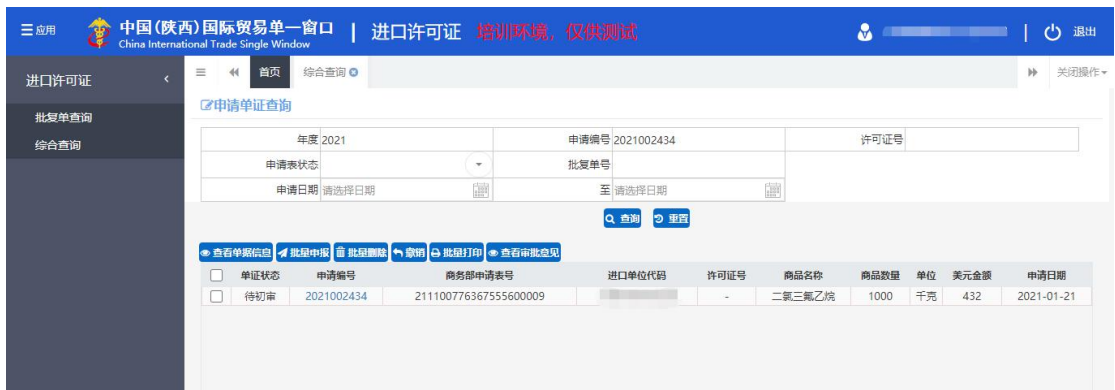 应用 中国(陕西)国际贸易单一窗口 | 进口许可证 培训环境，仅供测试 | 退出
China International Trade Single Window
进口许可证 首页 综合查询 关闭操作
批复单查询
综合查询
申请单证查询
年度 2021 申请编号 2021002434 许可证号
申请表状态 批复单号
申请日期 请选择日期 至 请选择日期
查询 重置
查看单据信息 批量申报 批量删除 撤销 批量打印 查看审批意见
单证状态 申请编号 商务部申请表号 进口单位代码 许可证号 商品名称 商品数量 单位 美元金额 申请日期
待初审 2021002434 211100776367555600009 - 二氯三氟乙烷 1000 千克 432 2021-01-21